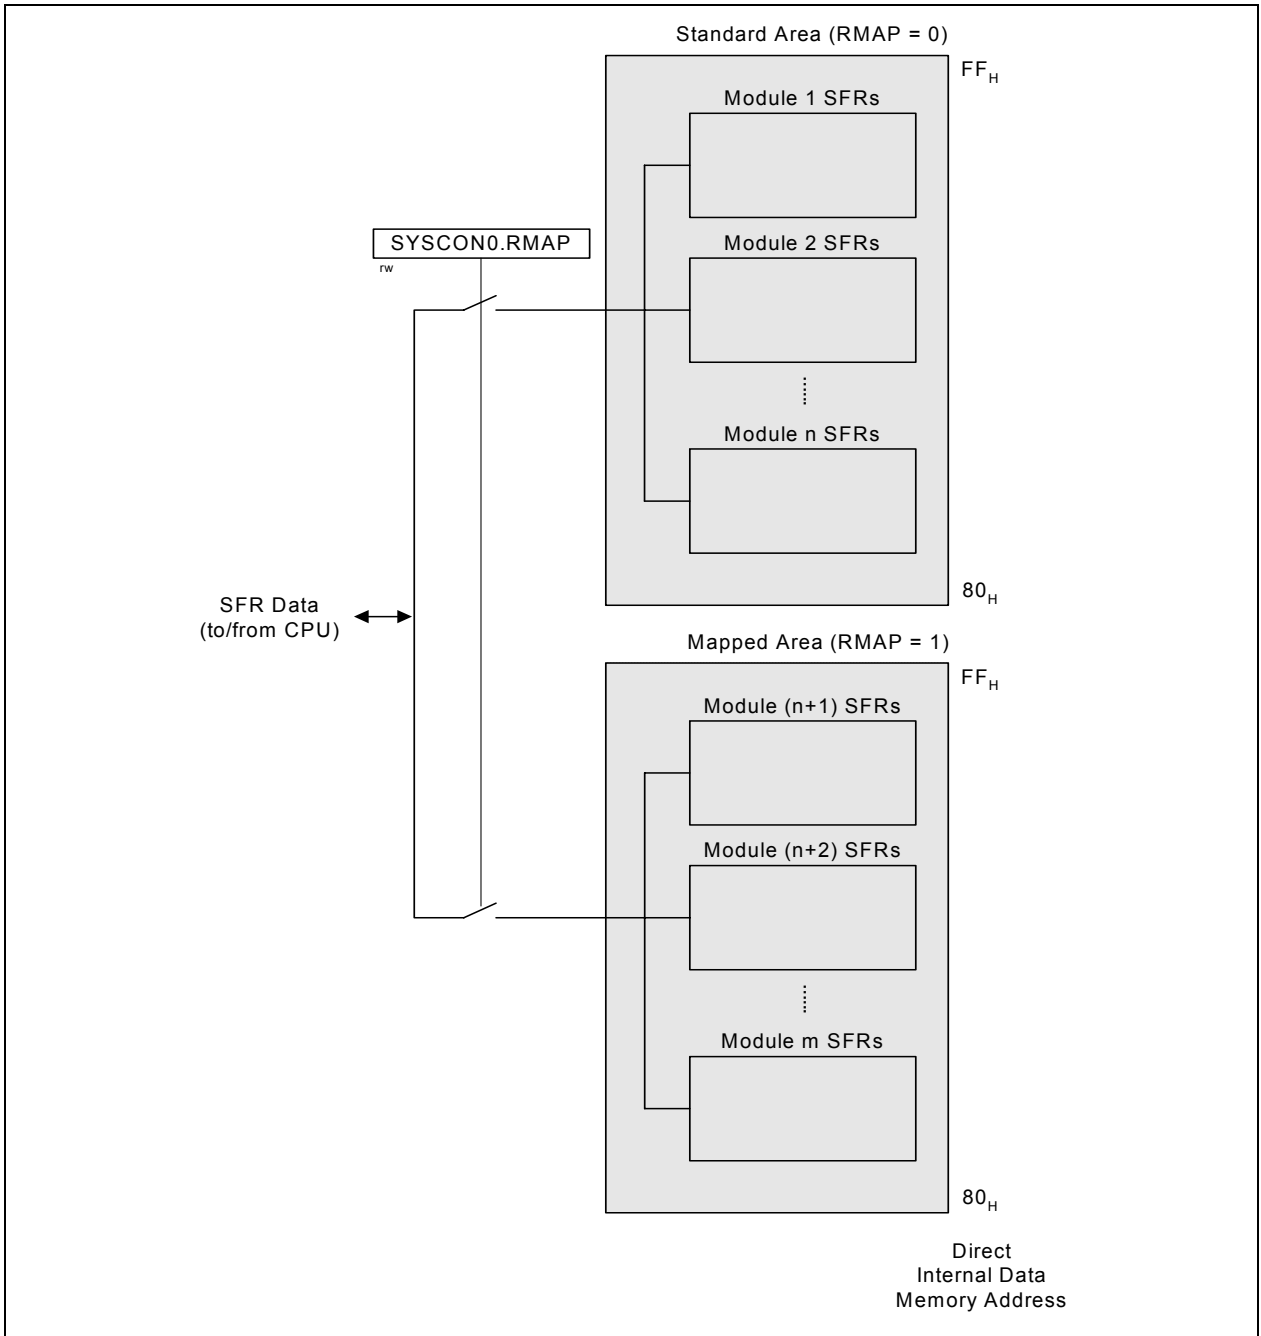 Standard Area (RMAP = 0)
FFH
Module 1 SFRs
SYSCON0.RMAP
rw
Module 2 SFRs
Module n SFRs
80H
SFR Data
(to/from CPU)
Mapped Area (RMAP = 1)
FFH
Module (n+1) SFRs
Module (n+2) SFRs
Module m SFRs
80H
Direct
Internal Data
Memory Address